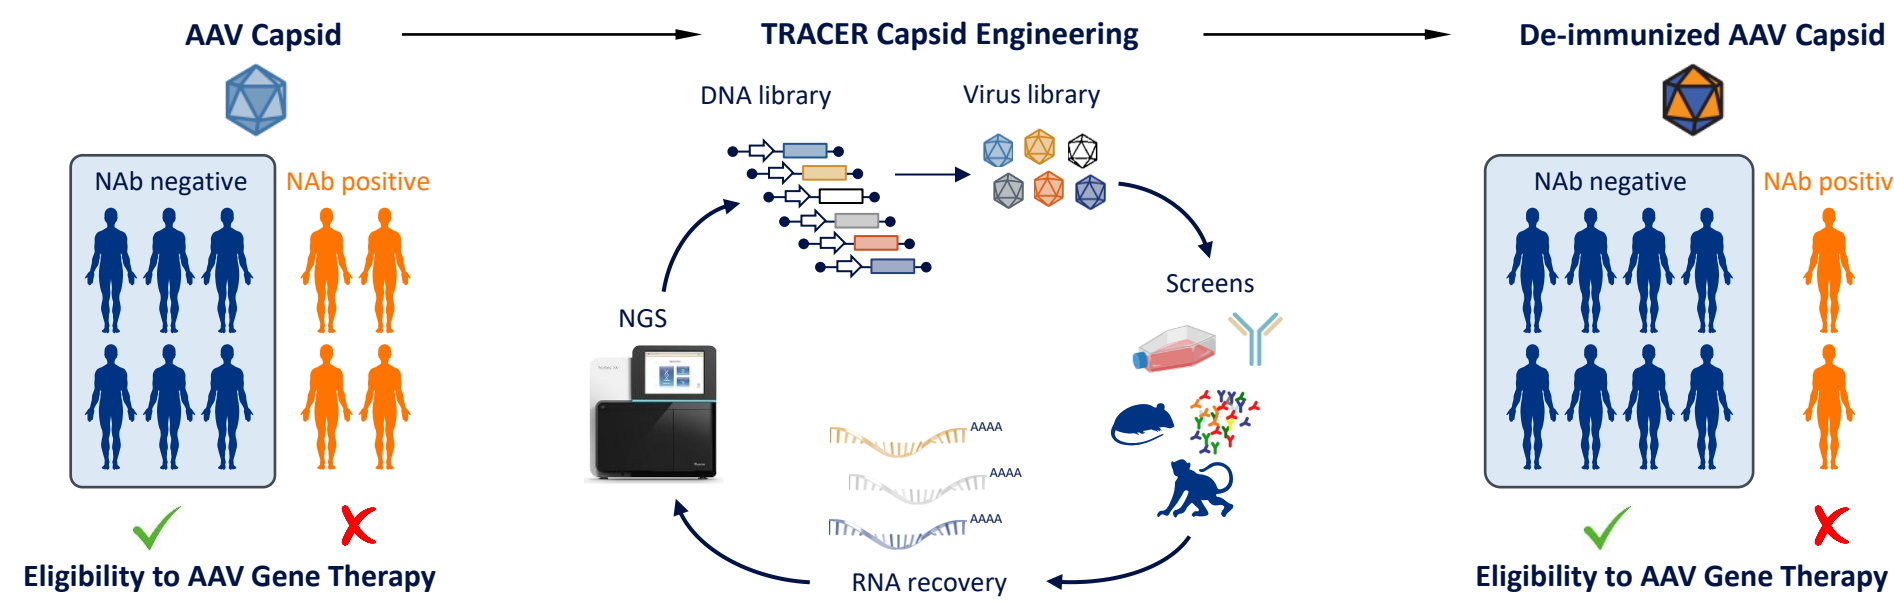 AAV Capsid
TRACER Capsid Engineering
De-immunized AAV Capsid
DNA library
Virus library
NAb negative
NAb positive
NAb negative
NAb positiv
Screens
NGS
AAAA
AAAA
AAAA
RNA recovery
Eligibility to AAV Gene Therapy
Eligibility to AAV Gene Therapy